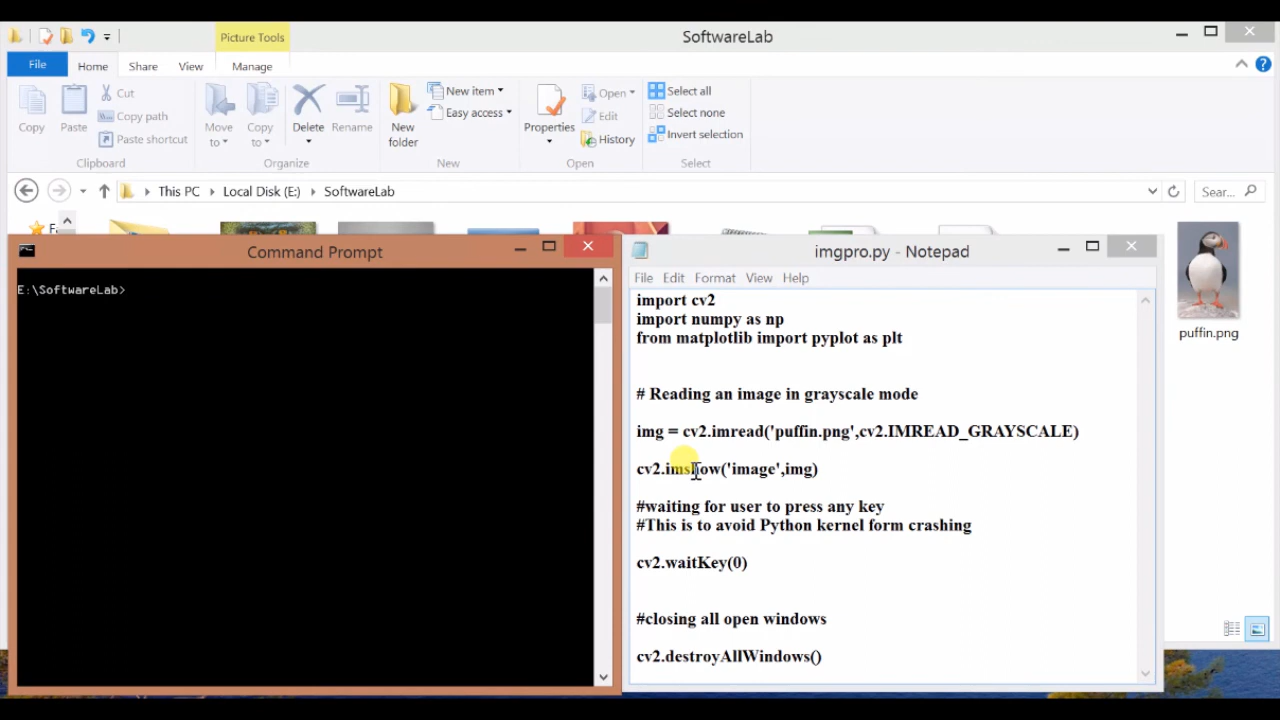 Picture Tools
SoftwareLab
File
Home
Share
View
Manage
Copy
Paste
Cut
Copy path
Paste shortcut
Clipboard
Move to
Copy to
Delete
Rename
Organize
New folder
New item
Easy access
New
Properties
Open
Edit
History
Open
Select all
Select none
Invert selection
Select
This PC
Local Disk (E:)
SoftwareLab
Sear...
puffin.png
Command Prompt
E:\SoftwareLab>
imgpro.py - Notepad
File Edit Format View Help
import cv2
import numpy as np
from matplotlib import pyplot as plt
# Reading an image in grayscale mode
img = cv2.imread('puffin.png',cv2.IMREAD_GRAYSCALE)
cv2.imshow('image',img)
#waiting for user to press any key
#This is to avoid Python kernel form crashing
cv2.waitKey(0)
#closing all open windows
cv2.destroyAllWindows()